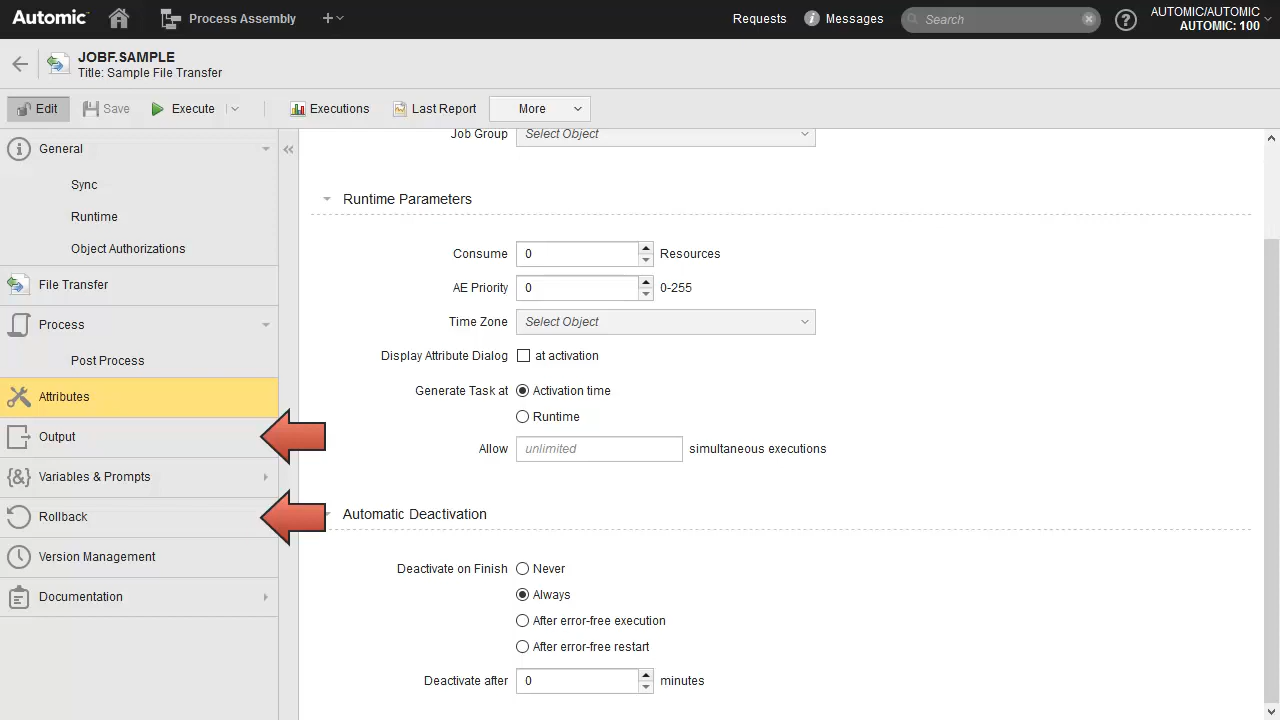 Automic
Process Assembly
Requests
Messages
Search
AUTOMIC/AUTOMIC
AUTOMIC: 100
JOBF.SAMPLE
Title: Sample File Transfer
Edit
Save
Execute
Executions
Last Report
More
General
Sync
Runtime
Object Authorizations
File Transfer
Process
Post Process
Attributes
Output
Variables & Prompts
Rollback
Version Management
Documentation
Job Group
Select Object
Runtime Parameters
Consume
0
Resources
AE Priority
0
0-255
Time Zone
Select Object
Display Attribute Dialog
at activation
Generate Task at
Activation time
Runtime
Allow
unlimited
simultaneous executions
Automatic Deactivation
Deactivate on Finish
Never
Always
After error-free execution
After error-free restart
Deactivate after
0
minutes